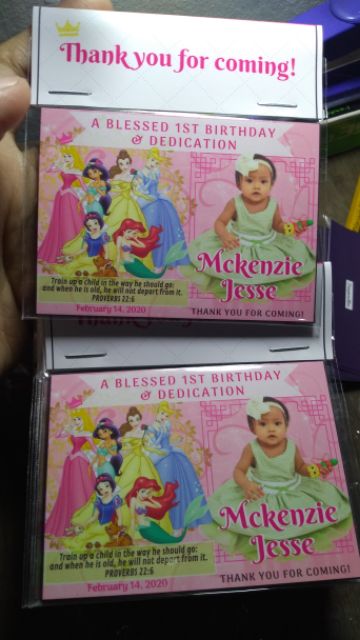 Thank you for coming!
A BLESSED 1ST BIRTHDAY
& DEDICATION
Mckenzie
Jesse
Train up a child in the way he should go:
and when he is old, he will not depart from it.
PROVERBS 22:6
February 14, 2020
THANK YOU FOR COMING!
Thank you for coming!
A BLESSED 1ST BIRTHDAY
& DEDICATION
Mckenzie
Jesse
Train up a child in the way he should go:
and when he is old, he will not depart from it.
PROVERBS 22:6
February 14, 2020
THANK YOU FOR COMING!